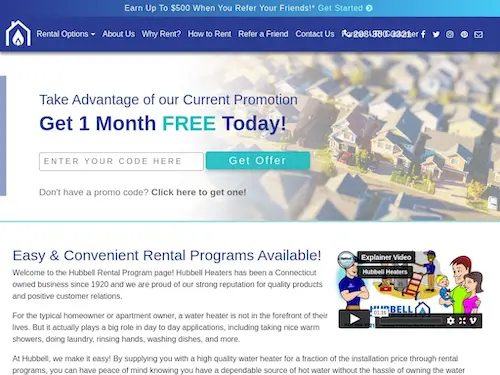 Earn Up To $500 When You Refer Your Friends!* Get Started
Rental Options About Us Why Rent? How to Rent Refer a Friend Contact Us
Take Advantage of our Current Promotion
Get 1 Month FREE Today!
ENTER YOUR CODE HERE Get Offer
Don't have a promo code? Click here to get one!
Easy & Convenient Rental Programs Available!
Welcome to the Hubbell Rental Program page! Hubbell Heaters has been a Connecticut
owned business since 1920 and we are proud of our strong reputation for quality products
and positive customer relations.
For the typical homeowner or apartment owner, a water heater is not in the forefront of their
lives. But it actually plays a big role in day to day applications, including taking nice warm
showers, doing laundry, rinsing hands, washing dishes, and more.
At Hubbell, we make it easy! By supplying you with a high quality water heater for a fraction of the installation price through rental
programs, you can have peace of mind knowing you have a dependable source of hot water without the hassle of owning the water
Explainer Video
Hubbell Heaters
HUBBELL
01:35